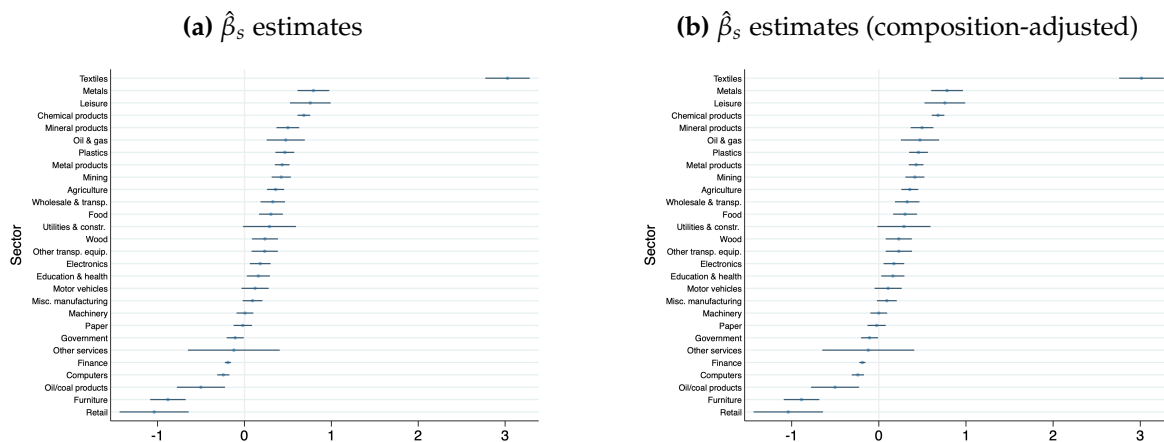 (a) β̂ₛ estimates
Textiles
Metals
Leisure
Chemical products
Mineral products
Oil & gas
Plastics
Metal products
Mining
Agriculture
Wholesale & transp.
Food
Utilities & constr.
Wood
Other transp. equip.
Electronics
Education & health
Motor vehicles
Misc. manufacturing
Machinery
Paper
Government
Other services
Finance
Computers
Oil/coal products
Furniture
Retail
Sector
-1 0 1 2 3
(b) β̂ₛ estimates (composition-adjusted)
Textiles
Metals
Leisure
Chemical products
Mineral products
Oil & gas
Plastics
Metal products
Mining
Agriculture
Wholesale & transp.
Food
Utilities & constr.
Wood
Other transp. equip.
Electronics
Education & health
Motor vehicles
Misc. manufacturing
Machinery
Paper
Government
Other services
Finance
Computers
Oil/coal products
Furniture
Retail
Sector
-1 0 1 2 3